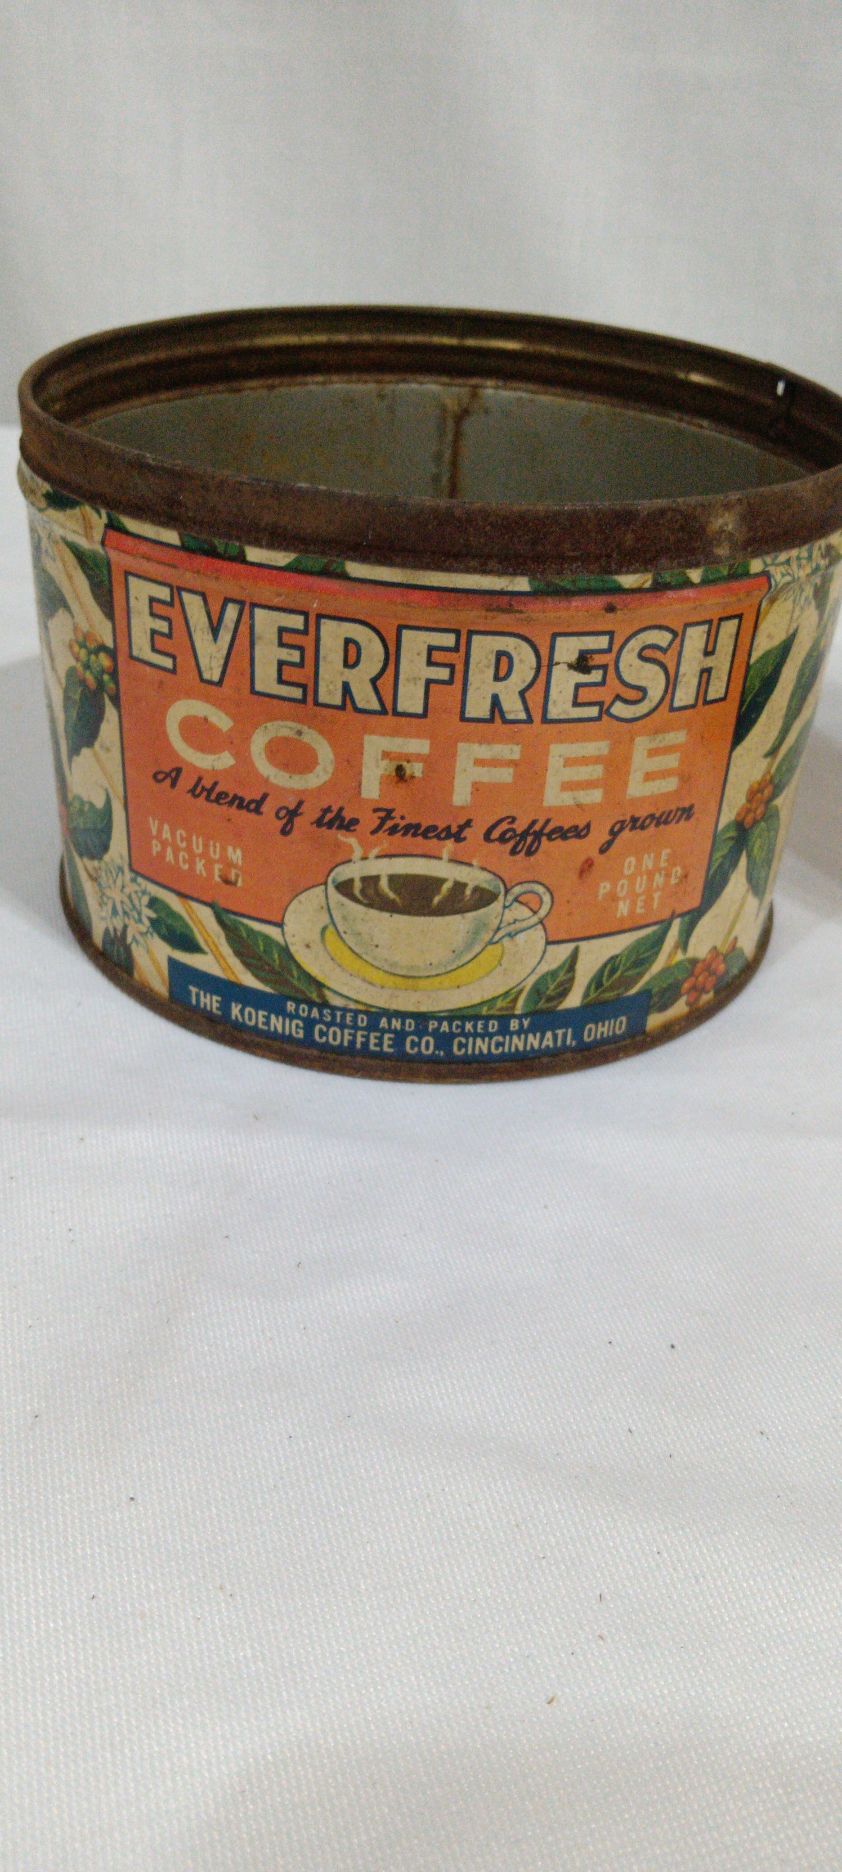 EVERFRESH
COFFEE
A blend of the Finest Coffees grown
VACUUM
PACKED
ONE
POUND
NET
ROASTED AND PACKED BY
THE KOENIG COFFEE CO., CINCINNATI, OHIO